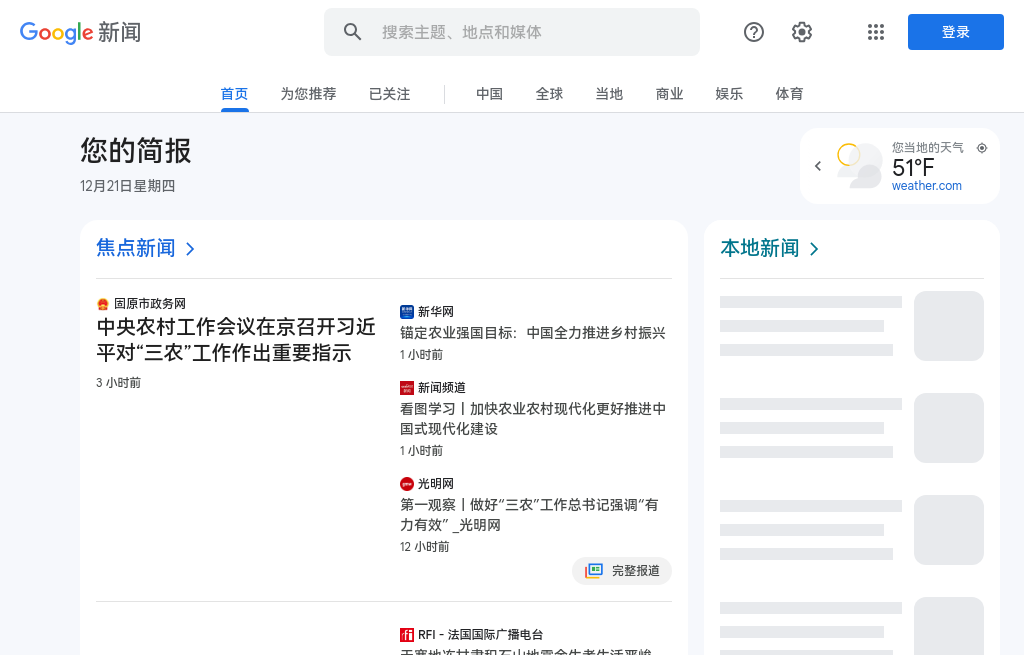 Google 新闻
搜索主题、地点和媒体
登录
首页 为您推荐 已关注 中国 全球 当地 商业 娱乐 体育
您的简报
12月21日星期四
您当地的天气
51°F
weather.com
焦点新闻
固原市政务网
中央农村工作会议在京召开习近
平对“三农”工作作出重要指示
3 小时前
新华网
锚定农业强国目标：中国全力推进乡村振兴
1 小时前
新闻频道
看图学习丨加快农业农村现代化更好推进中
国式现代化建设
1 小时前
光明网
第一观察丨做好“三农”工作总书记强调“有
力有效” _光明网
12 小时前
完整报道
RFI - 法国国际广播电台
本地新闻